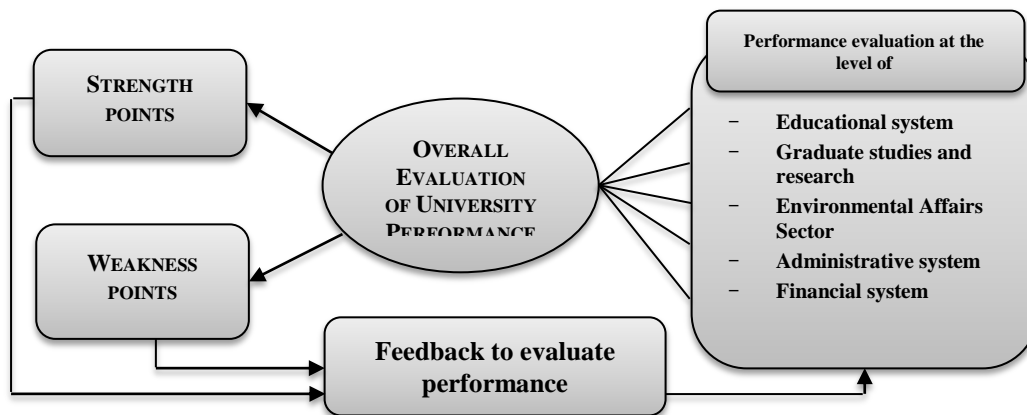 STRENGTH
POINTS
WEAKNESS
POINTS
OVERALL
EVALUATION
OF UNIVERSITY
PERFORMANCE
Performance evaluation at the
level of
− Educational system
− Graduate studies and
research
− Environmental Affairs
Sector
− Administrative system
− Financial system
Feedback to evaluate
performance